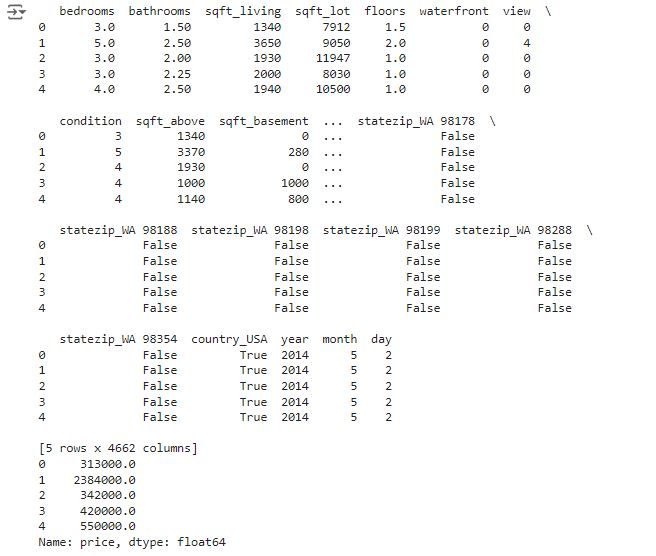 bedrooms bathrooms sqft_living sqft_lot floors waterfront view \
0 3.0 1.50 1340 7912 1.5 0 0
1 5.0 2.50 3650 9050 2.0 0 4
2 3.0 2.00 1930 11947 1.0 0 0
3 3.0 2.25 2000 8030 1.0 0 0
4 4.0 2.50 1940 10500 1.0 0 0
condition sqft_above sqft_basement ... statezip_WA 98178 \
0 3 1340 0 ... False
1 5 3370 280 ... False
2 4 1930 0 ... False
3 4 1000 1000 ... False
4 4 1140 800 ... False
statezip_WA 98188 statezip_WA 98198 statezip_WA 98199 statezip_WA 98288 \
0 False False False False
1 False False False False
2 False False False False
3 False False False False
4 False False False False
statezip_WA 98354 country_USA year month day
0 False True 2014 5 2
1 False True 2014 5 2
2 False True 2014 5 2
3 False True 2014 5 2
4 False True 2014 5 2
[5 rows x 4662 columns]
0 313000.0
1 2384000.0
2 342000.0
3 420000.0
4 550000.0
Name: price, dtype: float64